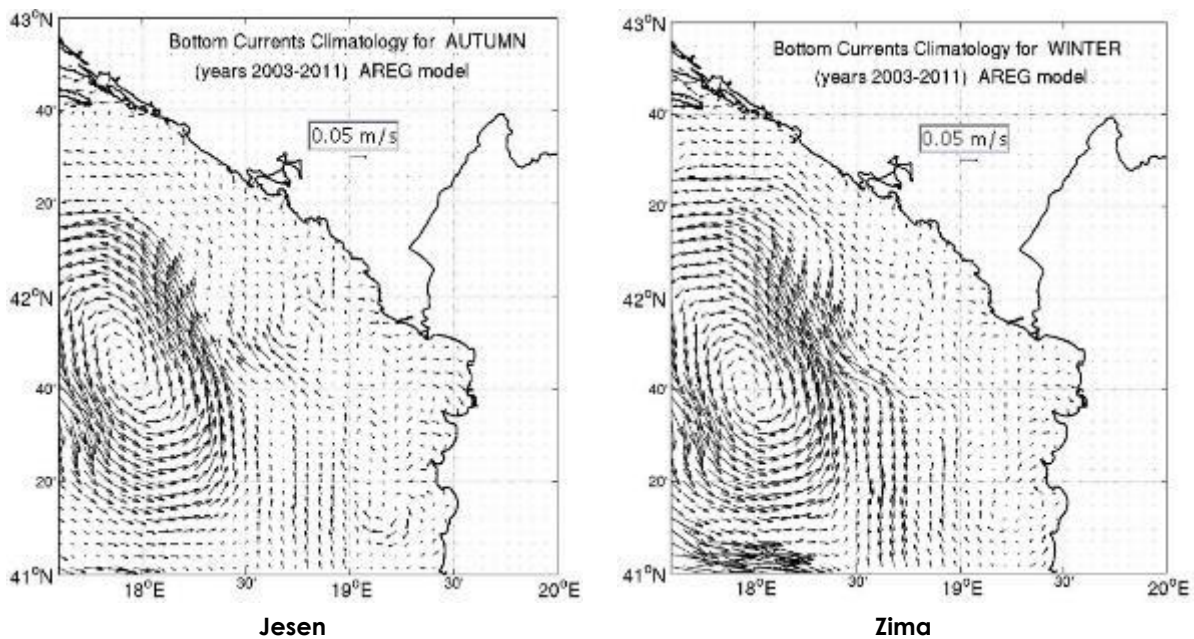 43°N
Bottom Currents Climatology for AUTUMN
(years 2003-2011) AREG model
40'
0.05 m/s
20'
42°N
40'
20'
41°N
18°E
30'
19°E
30'
20°E
Jesen
43°N
Bottom Currents Climatology for WINTER
(years 2003-2011) AREG model
40'
0.05 m/s
20'
42°N
40'
20'
41°N
18°E
30'
19°E
30'
20°E
Zima